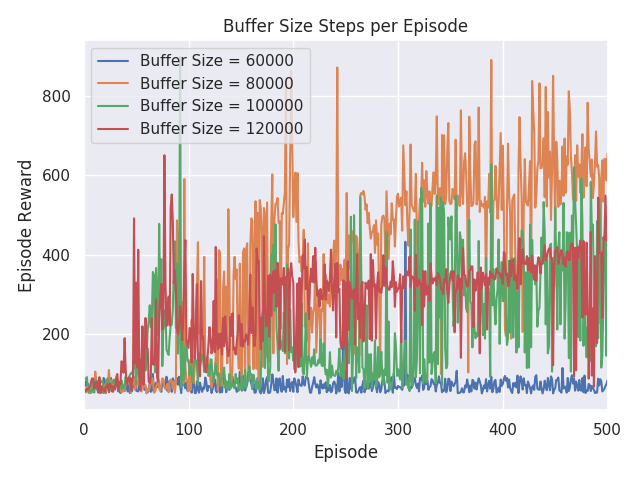 Buffer Size Steps per Episode
Buffer Size = 60000
Buffer Size = 80000
Buffer Size = 100000
Buffer Size = 120000
Episode Reward
800
600
400
200
0 100 200 300 400 500
Episode